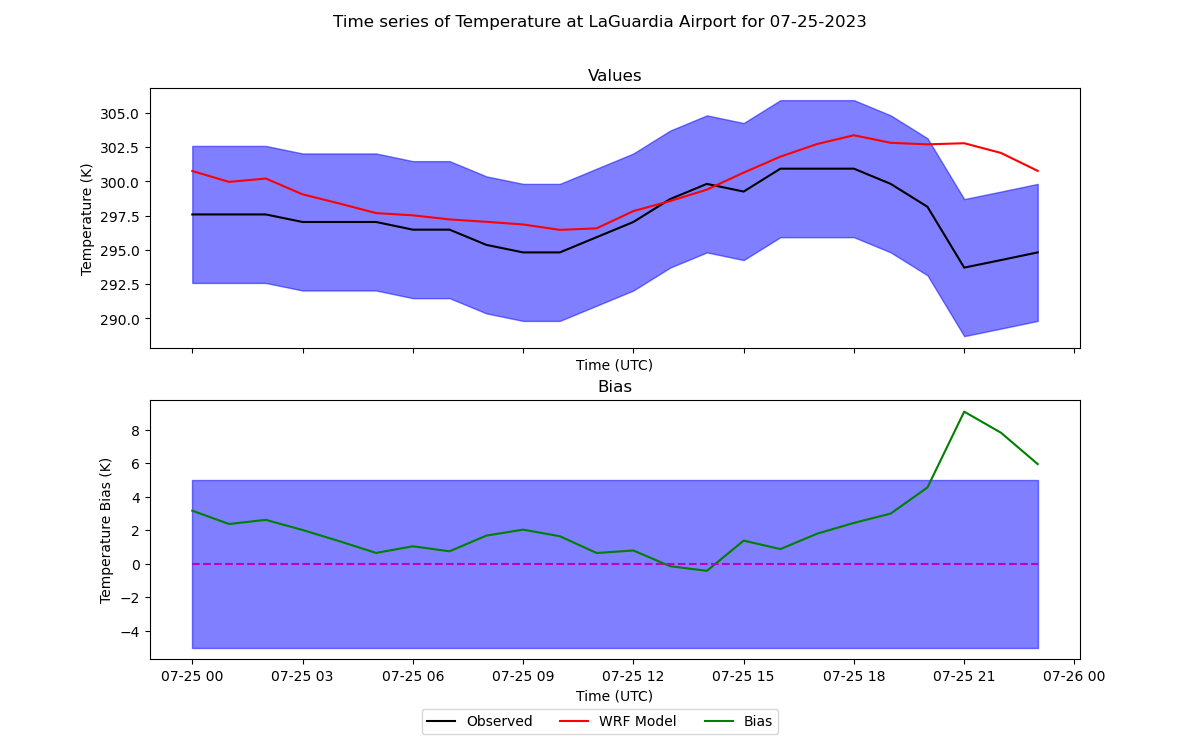 Time series of Temperature at LaGuardia Airport for 07-25-2023
Values
Temperature (K)
305.0
302.5
300.0
297.5
295.0
292.5
290.0
Time (UTC)
Bias
Temperature Bias (K)
8
6
4
2
0
−2
−4
07-25 00 07-25 03 07-25 06 07-25 09 07-25 12 07-25 15 07-25 18 07-25 21 07-26 00
Time (UTC)
Observed WRF Model Bias